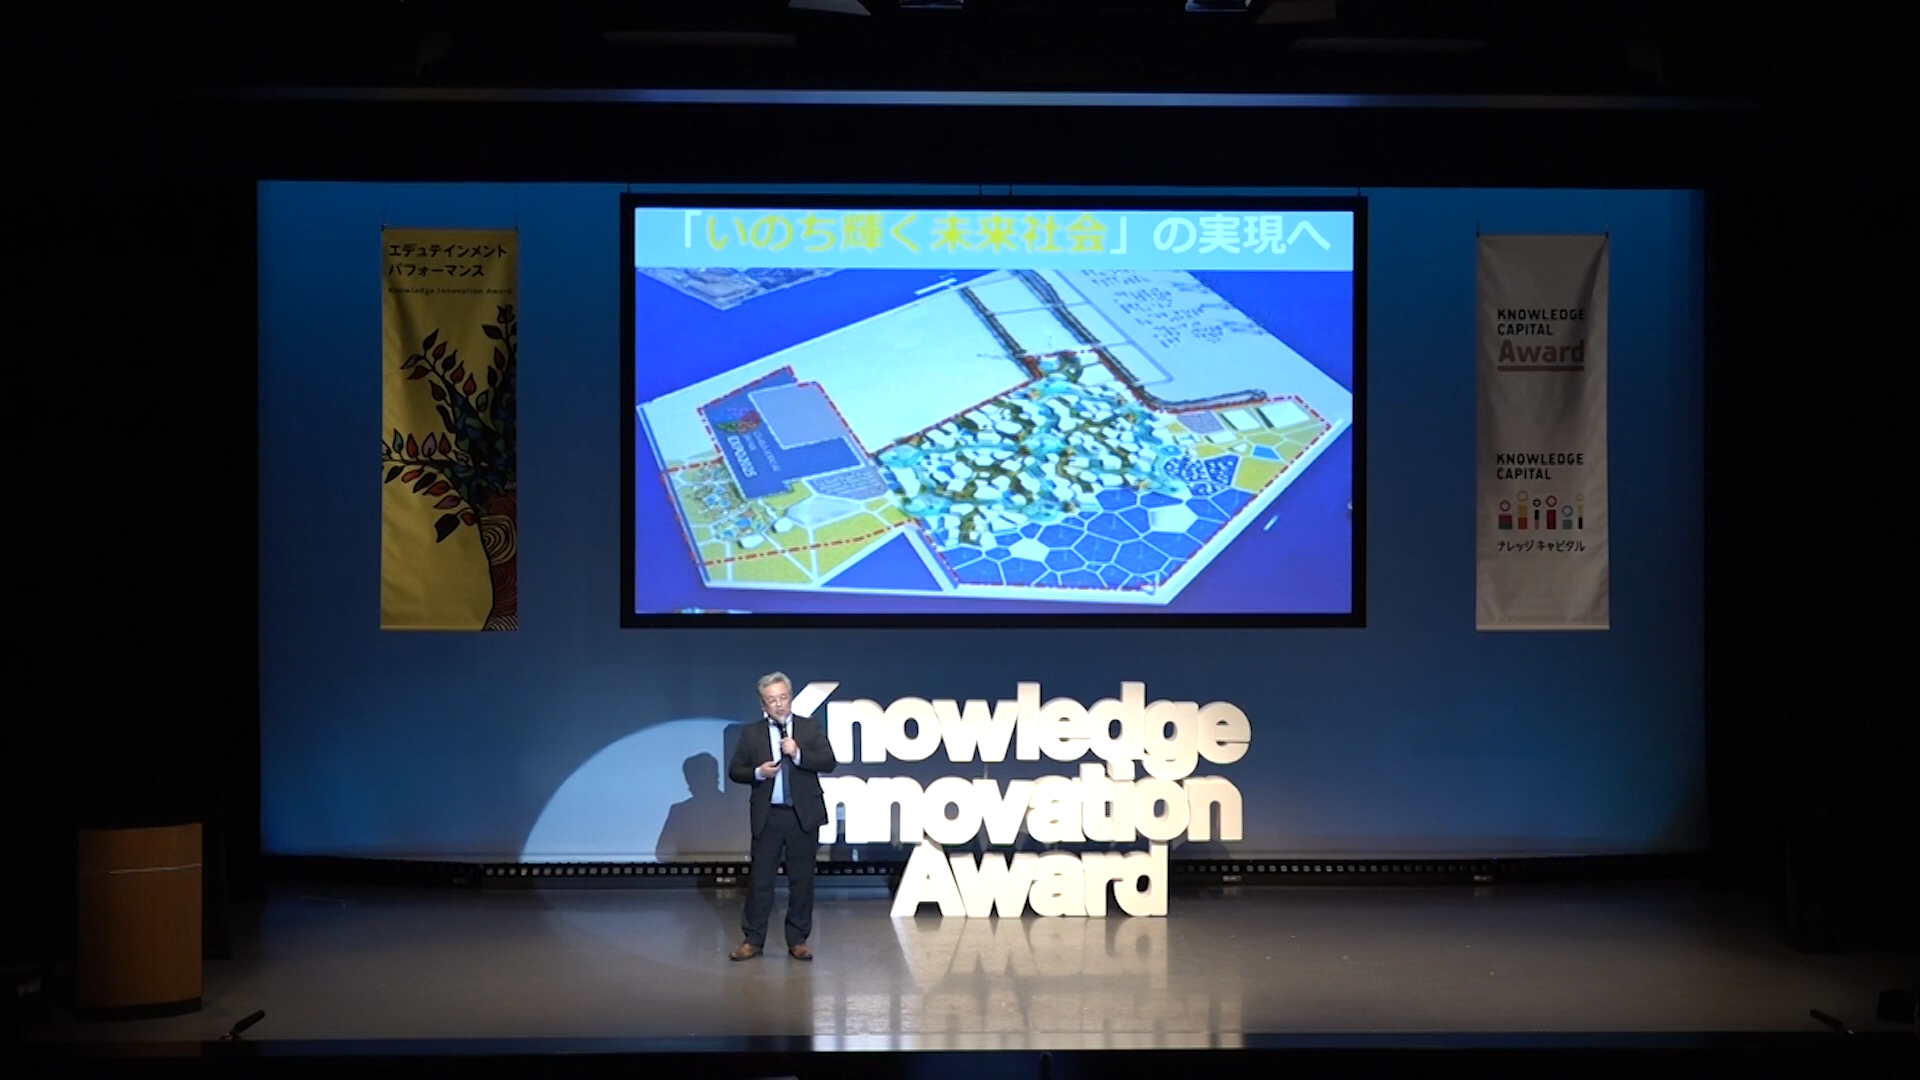 「いのち輝く未来社会」の実現へ
EXPO2025
エデュテインメント
パフォーマンス
Knowledge Innovation Award
KNOWLEDGE
CAPITAL
Award
KNOWLEDGE
CAPITAL
ナレッジキャピタル
Knowledge
Innovation
Award